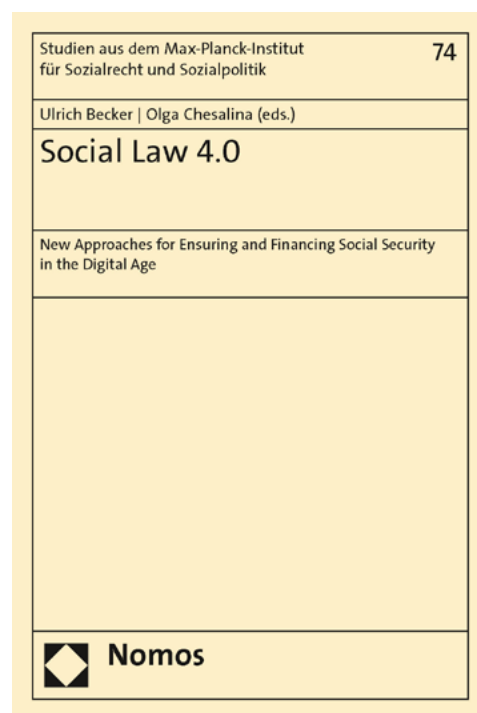 Studien aus dem Max-Planck-Institut
für Sozialrecht und Sozialpolitik
74
Ulrich Becker | Olga Chesalina (eds.)
Social Law 4.0
New Approaches for Ensuring and Financing Social Security
in the Digital Age
Nomos